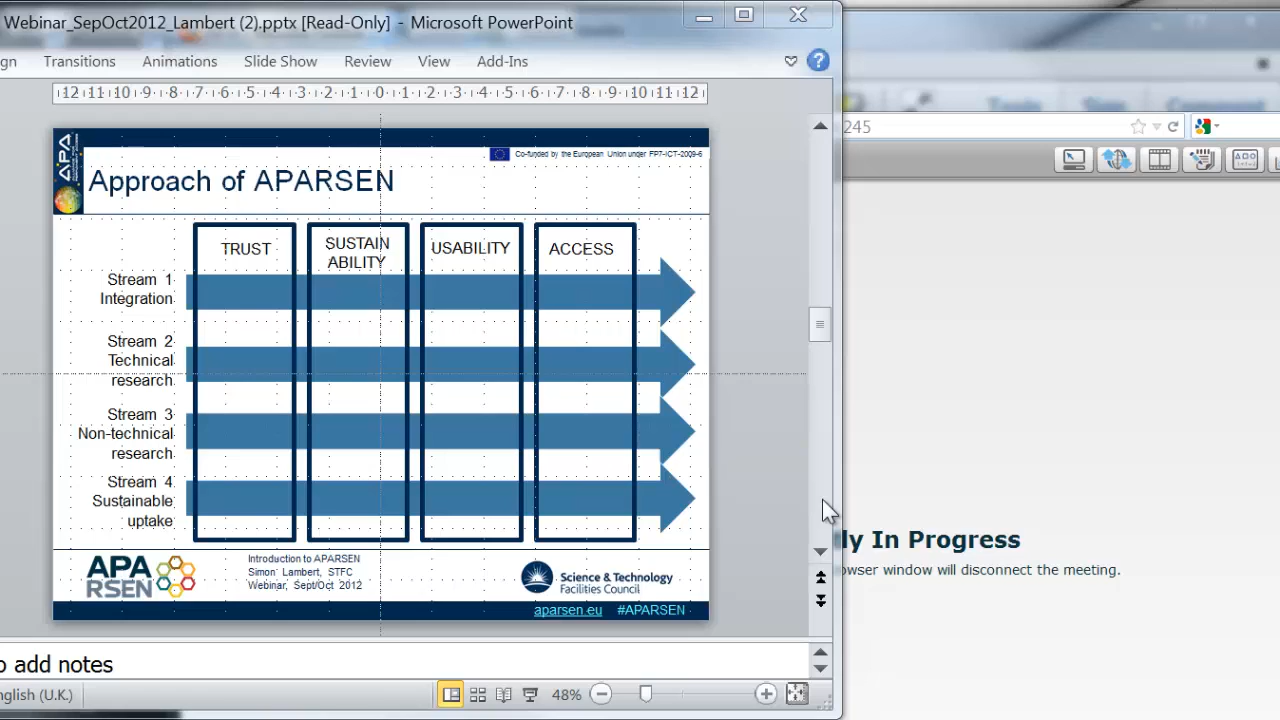 Webinar_SepOct2012_Lambert (2).pptx [Read-Only] - Microsoft PowerPoint
gn Transitions Animations Slide Show Review View Add-Ins
12 11 10 9 8 7 6 5 4 3 2 1 0 1 2 3 4 5 6 7 8 9 10 11 12
245
Co-funded by the European Union under FP7-ICT-2009-6
Approach of APARSEN
TRUST
SUSTAIN
ABILITY
USABILITY
ACCESS
Stream 1
Integration
Stream 2
Technical
research
Stream 3
Non-technical
research
Stream 4
Sustainable
uptake
APA
RSEN
Introduction to APARSEN
Simon Lambert, STFC
Webinar, Sept/Oct 2012
Science & Technology
Facilities Council
aparsen.eu #APARSEN
ly In Progress
owser window will disconnect the meeting.
o add notes
nglish (U.K.)
48%